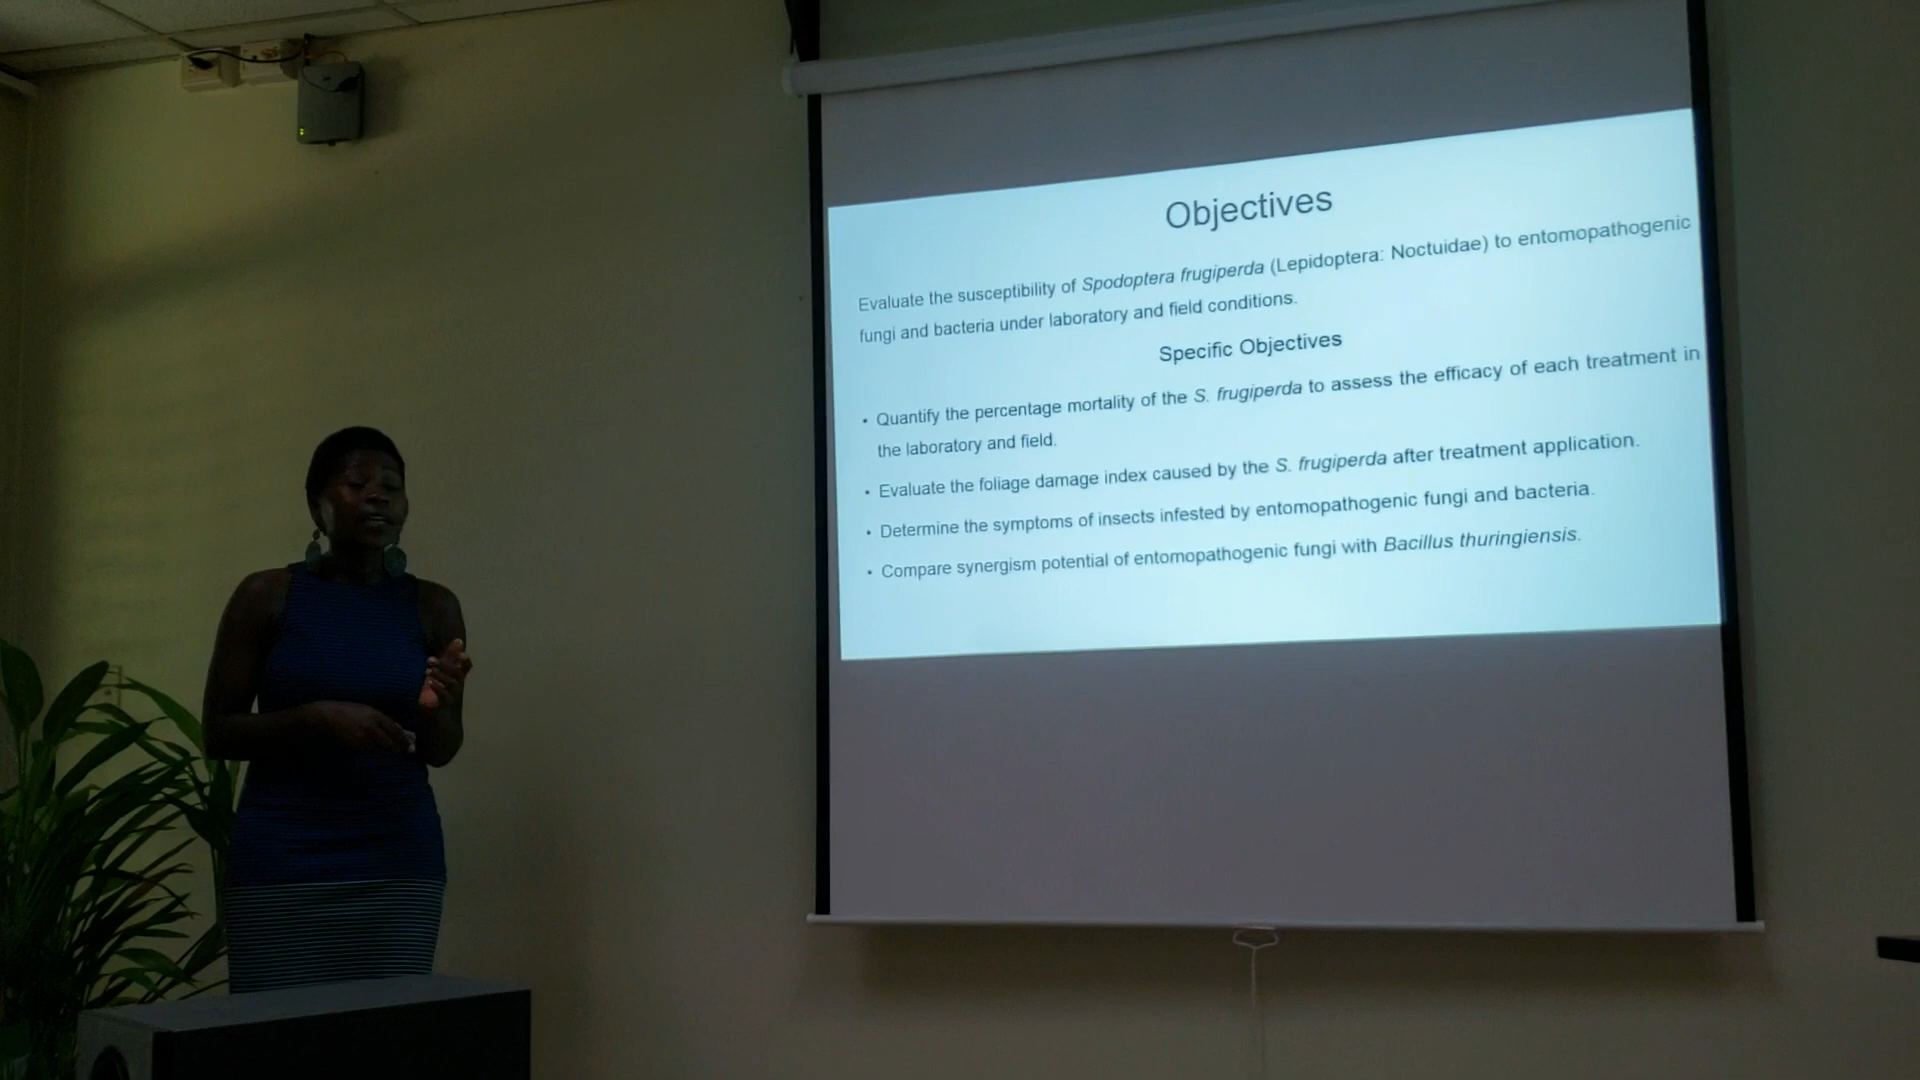 Objectives
Evaluate the susceptibility of Spodoptera frugiperda (Lepidoptera: Noctuidae) to entomopathogenic
fungi and bacteria under laboratory and field conditions.
Specific Objectives
• Quantify the percentage mortality of the S. frugiperda to assess the efficacy of each treatment in
the laboratory and field.
• Evaluate the foliage damage index caused by the S. frugiperda after treatment application.
• Determine the symptoms of insects infested by entomopathogenic fungi and bacteria.
• Compare synergism potential of entomopathogenic fungi with Bacillus thuringiensis.